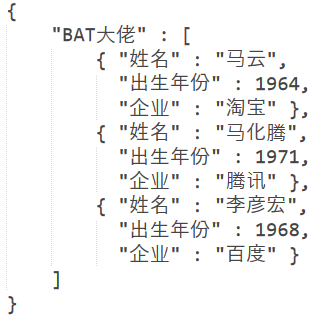 {
"BAT大佬" : [
{ "姓名" : "马云",
"出生年份" : 1964,
"企业" : "淘宝" },
{ "姓名" : "马化腾",
"出生年份" : 1971,
"企业" : "腾讯" },
{ "姓名" : "李彦宏",
"出生年份" : 1968,
"企业" : "百度" }
]
}